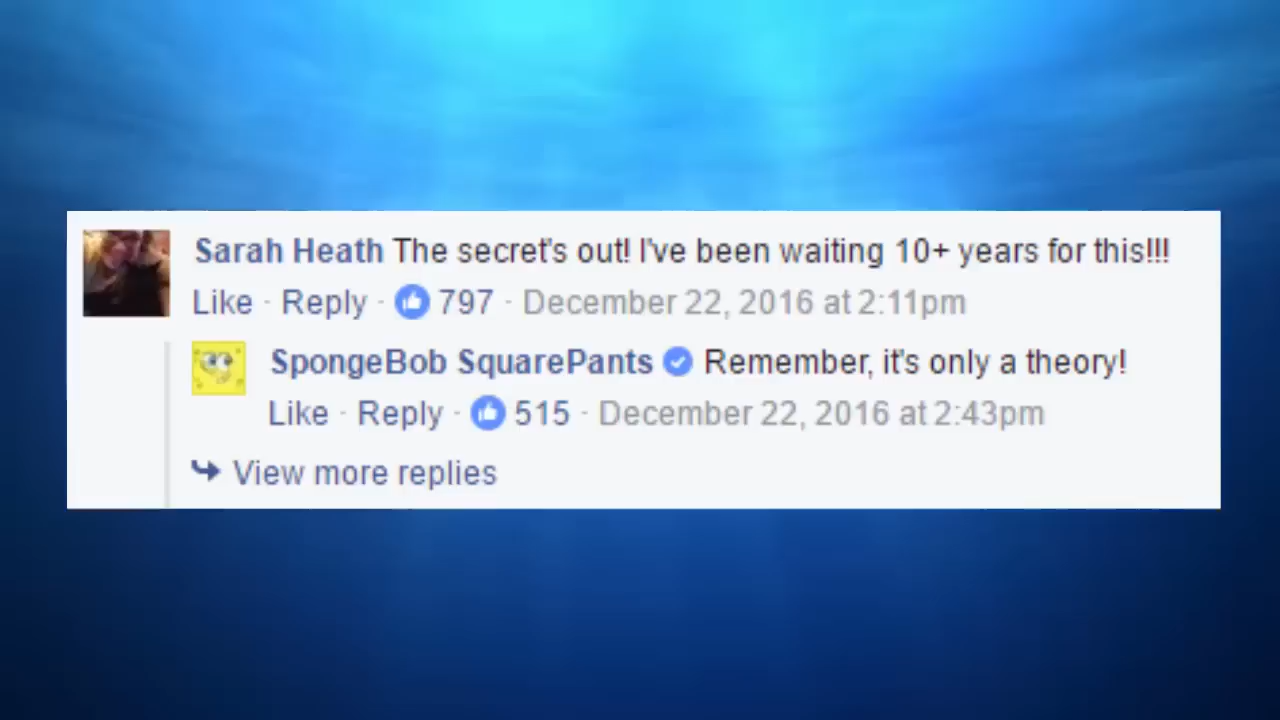 Sarah Heath The secret's out! I've been waiting 10+ years for this!!!
Like · Reply · 797 · December 22, 2016 at 2:11pm
SpongeBob SquarePants Remember, it's only a theory!
Like · Reply · 515 · December 22, 2016 at 2:43pm
View more replies